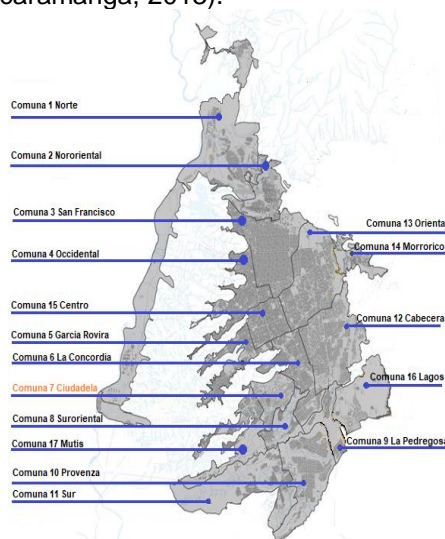 caramanga, 2018).
Comuna 1 Norte
Comuna 2 Nororiental
Comuna 3 San Francisco
Comuna 13 Orienta
Comuna 14 Morrorico
Comuna 4 Occidental
Comuna 15 Centro
Comuna 12 Cabecera
Comuna 5 Garcia Rovira
Comuna 6 La Concordia
Comuna 16 Lagos
Comuna 7 Ciudadela
Comuna 8 Suroriental
Comuna 17 Mutis
Comuna 9 La Pedregosa
Comuna 10 Provenza
Comuna 11 Sur